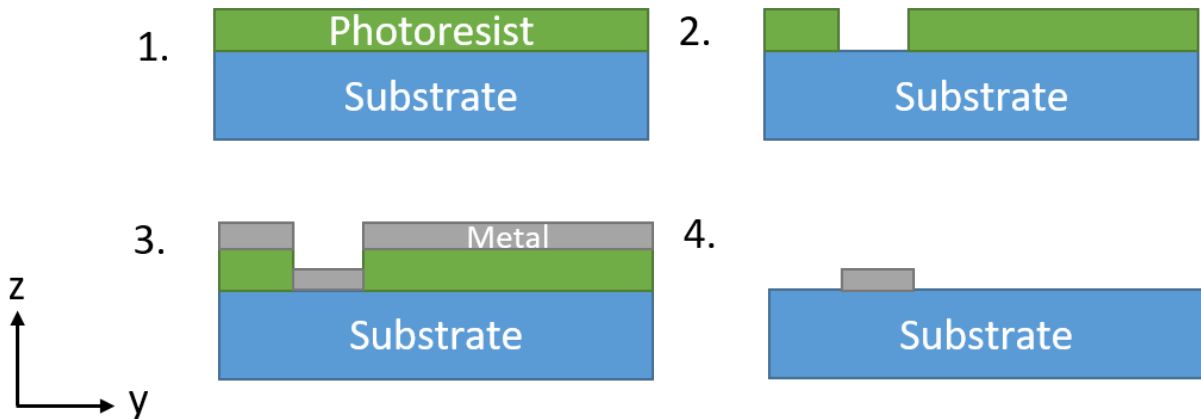 1.
Photoresist
Substrate
2.
Substrate
3.
Metal
Substrate
4.
Substrate
z
y